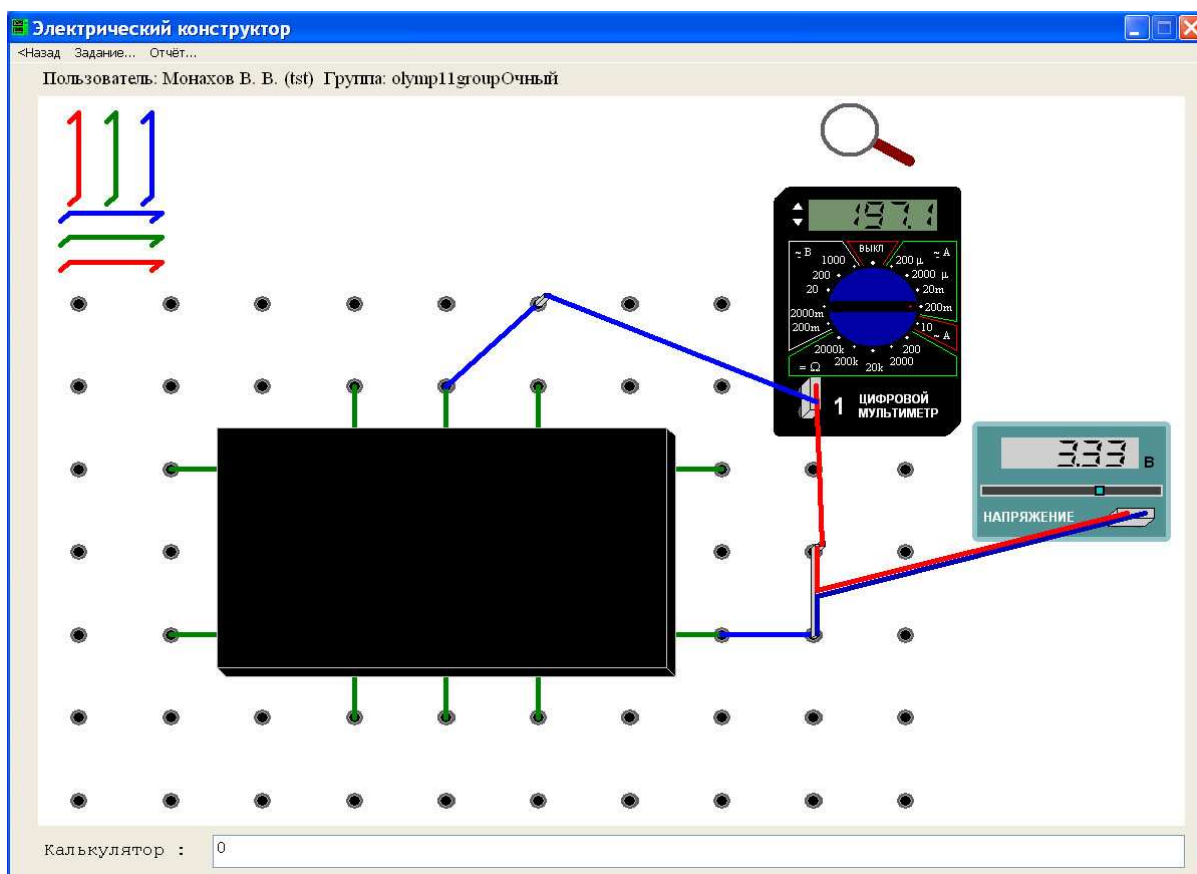 Электрический конструктор
<Назад Задание... Отчёт...
Пользователь: Монахов В. В. (tst) Группа: olymp11groupОчный
197.1
~ В
ВЫКЛ
~ А
1000
200 µ
200
2000 µ
20
20m
2000m
200m
200m
10
~ А
2000k
200
= Ω
200k
20k
2000
1
ЦИФРОВОЙ
МУЛЬТИМЕТР
3.33 В
НАПРЯЖЕНИЕ
Калькулятор : 0